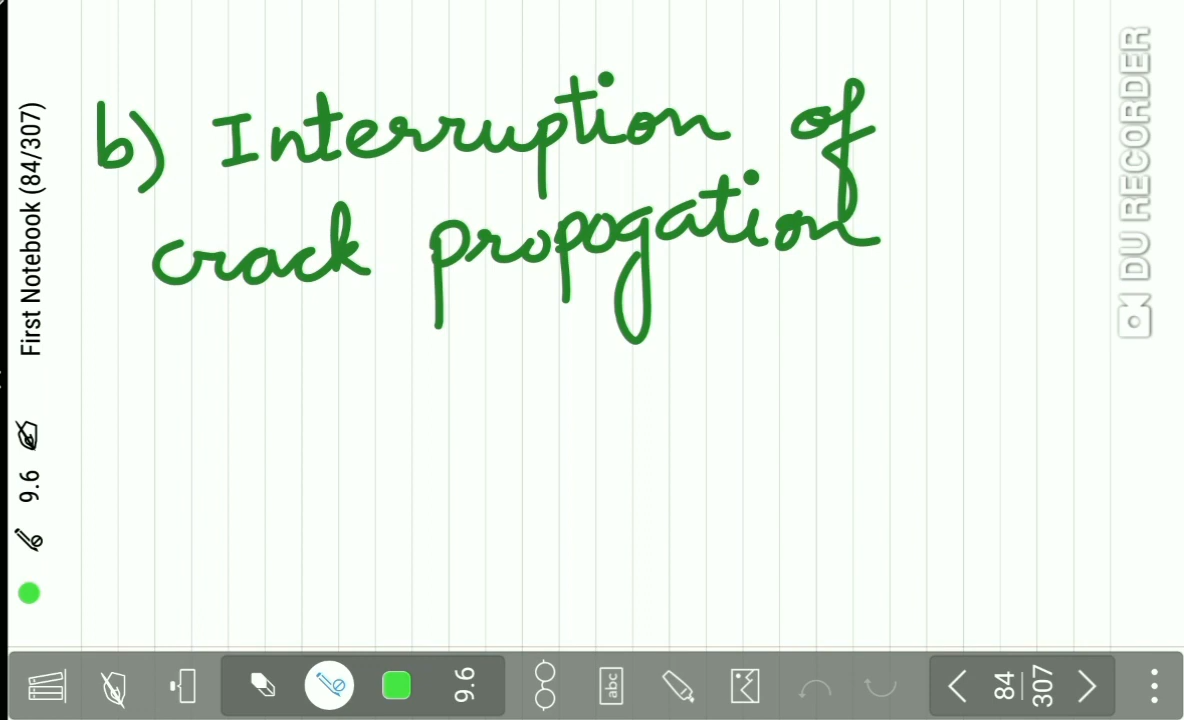 b) Interruption of
crack propogation
First Notebook (84/307)
9.6
DU RECORDER
9.6
abc
84
307